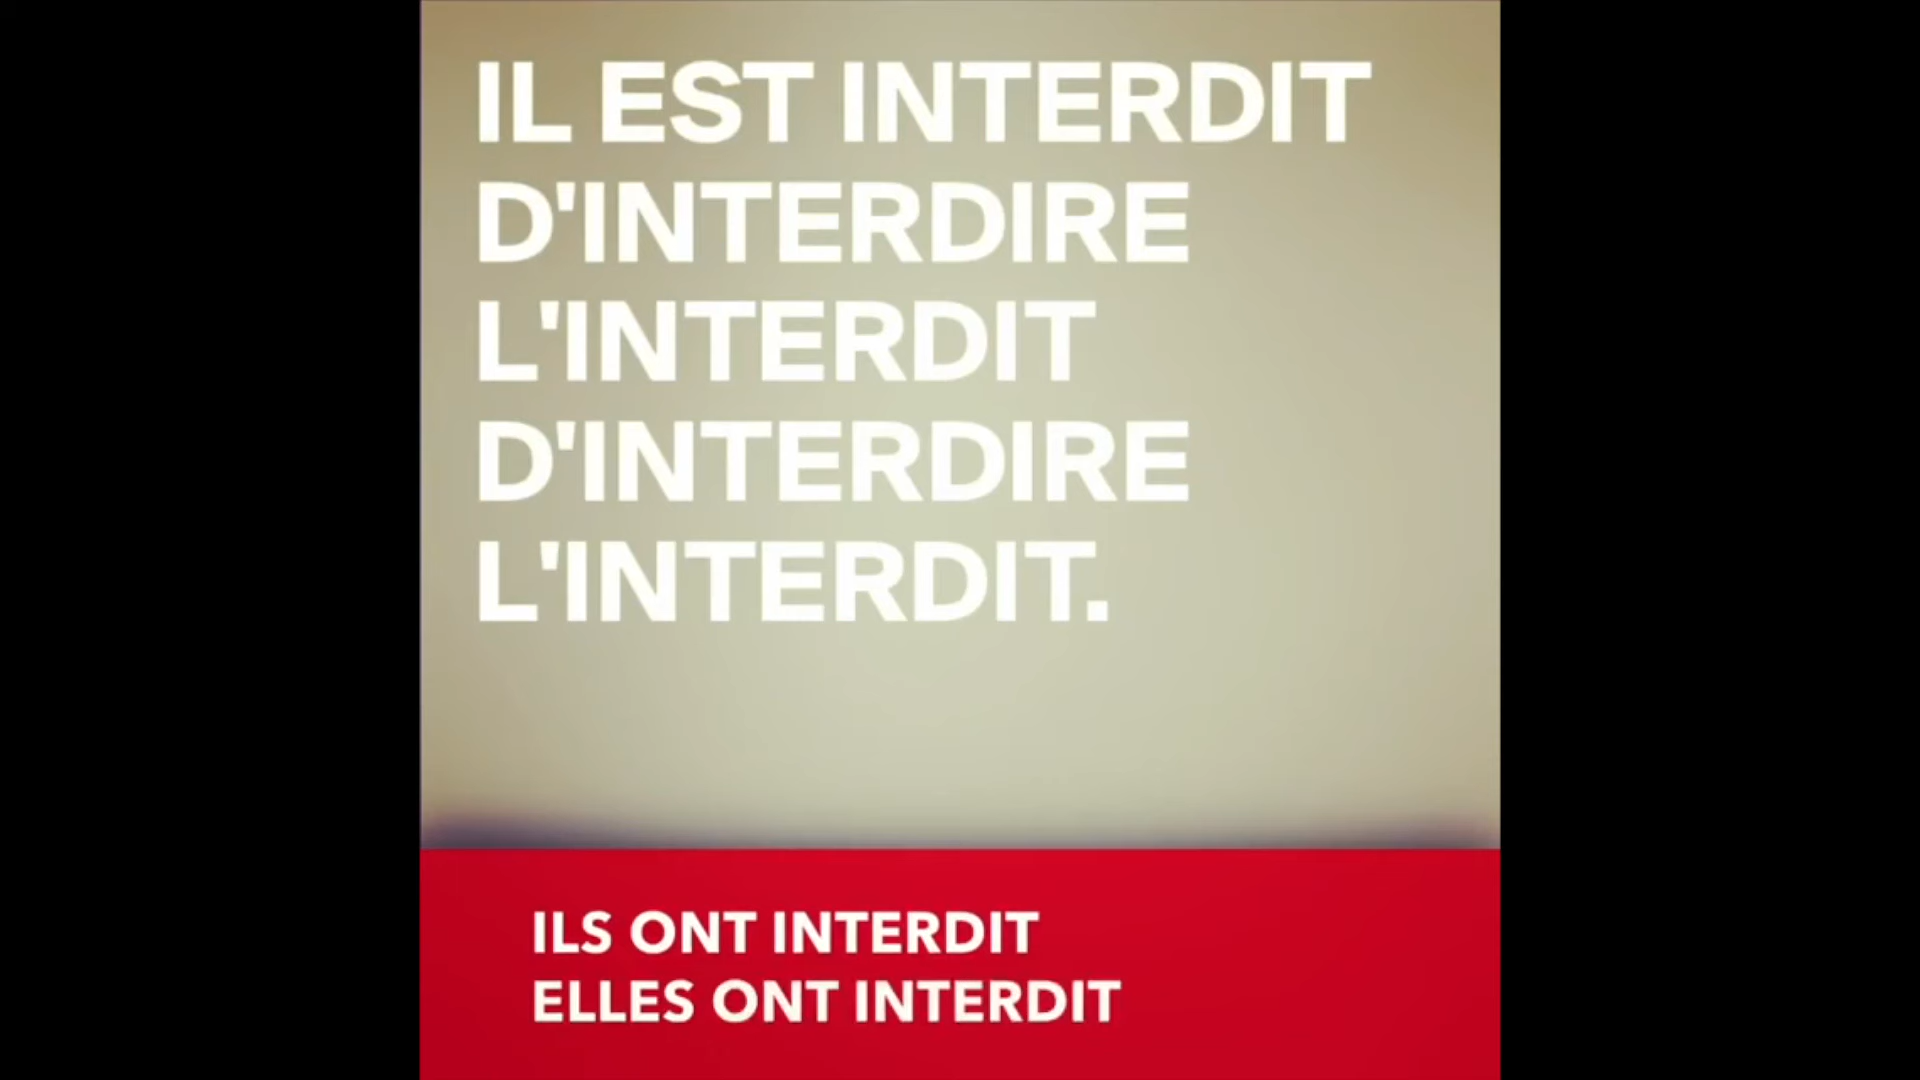 IL EST INTERDIT
D'INTERDIRE
L'INTERDIT
D'INTERDIRE
L'INTERDIT.
ILS ONT INTERDIT
ELLES ONT INTERDIT